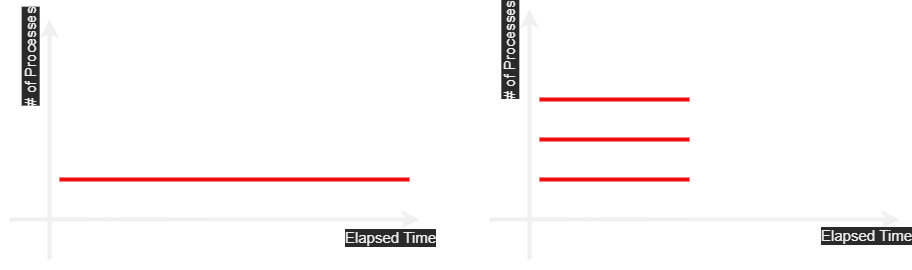 # of Processes
Elapsed Time
# of Processes
Elapsed Time